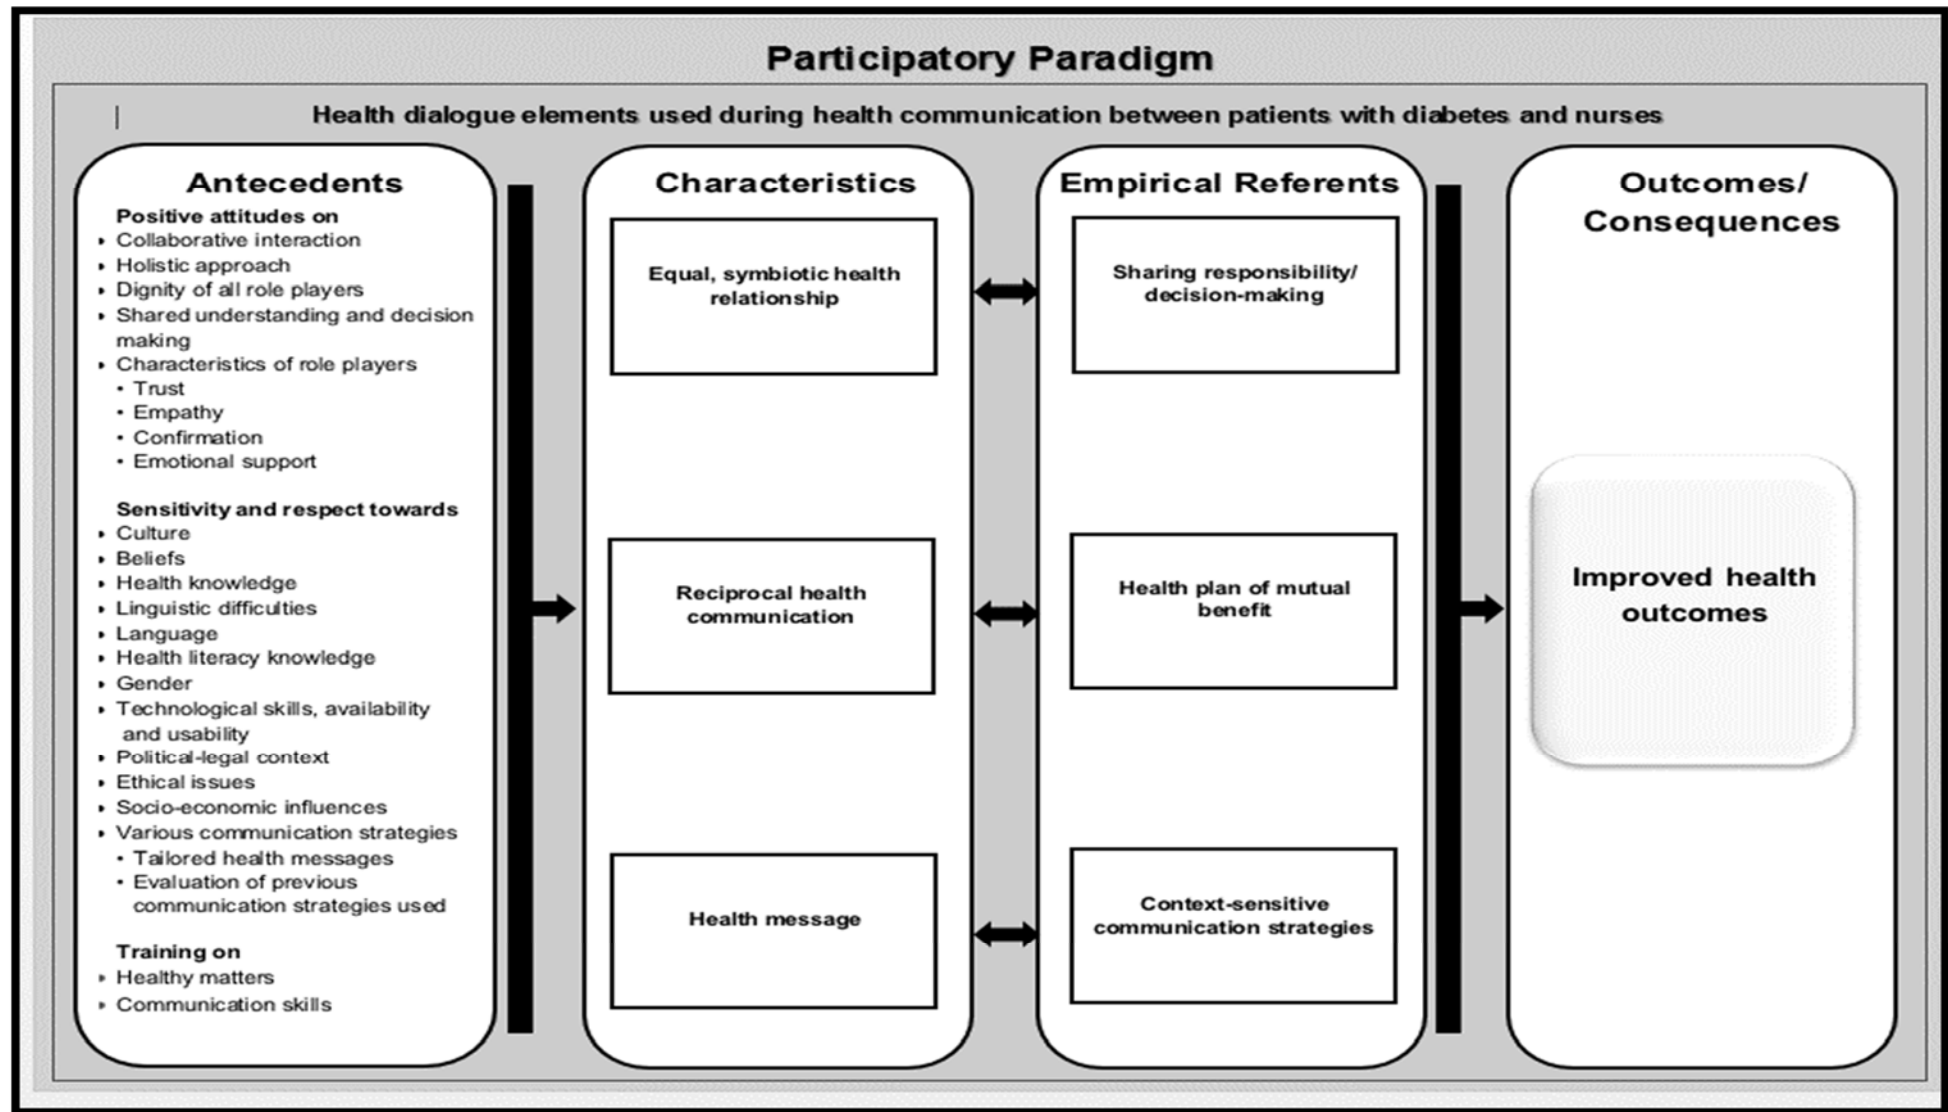 Participatory Paradigm
Health dialogue elements used during health communication between patients with diabetes and nurses
Antecedents
Positive attitudes on
Collaborative interaction
Holistic approach
Dignity of all role players
Shared understanding and decision
making
Characteristics of role players
• Trust
• Empathy
• Confirmation
• Emotional support
Sensitivity and respect towards
Culture
Beliefs
Health knowledge
Linguistic difficulties
Language
Health literacy knowledge
Gender
Technological skills, availability
and usability
Political-legal context
Ethical issues
Socio-economic influences
Various communication strategies
• Tailored health messages
• Evaluation of previous
communication strategies used
Training on
Healthy matters
Communication skills
Characteristics
Equal, symbiotic health
relationship
Reciprocal health
communication
Health message
Empirical Referents
Sharing responsibility/
decision-making
Health plan of mutual
benefit
Context-sensitive
communication strategies
Outcomes/
Consequences
Improved health
outcomes